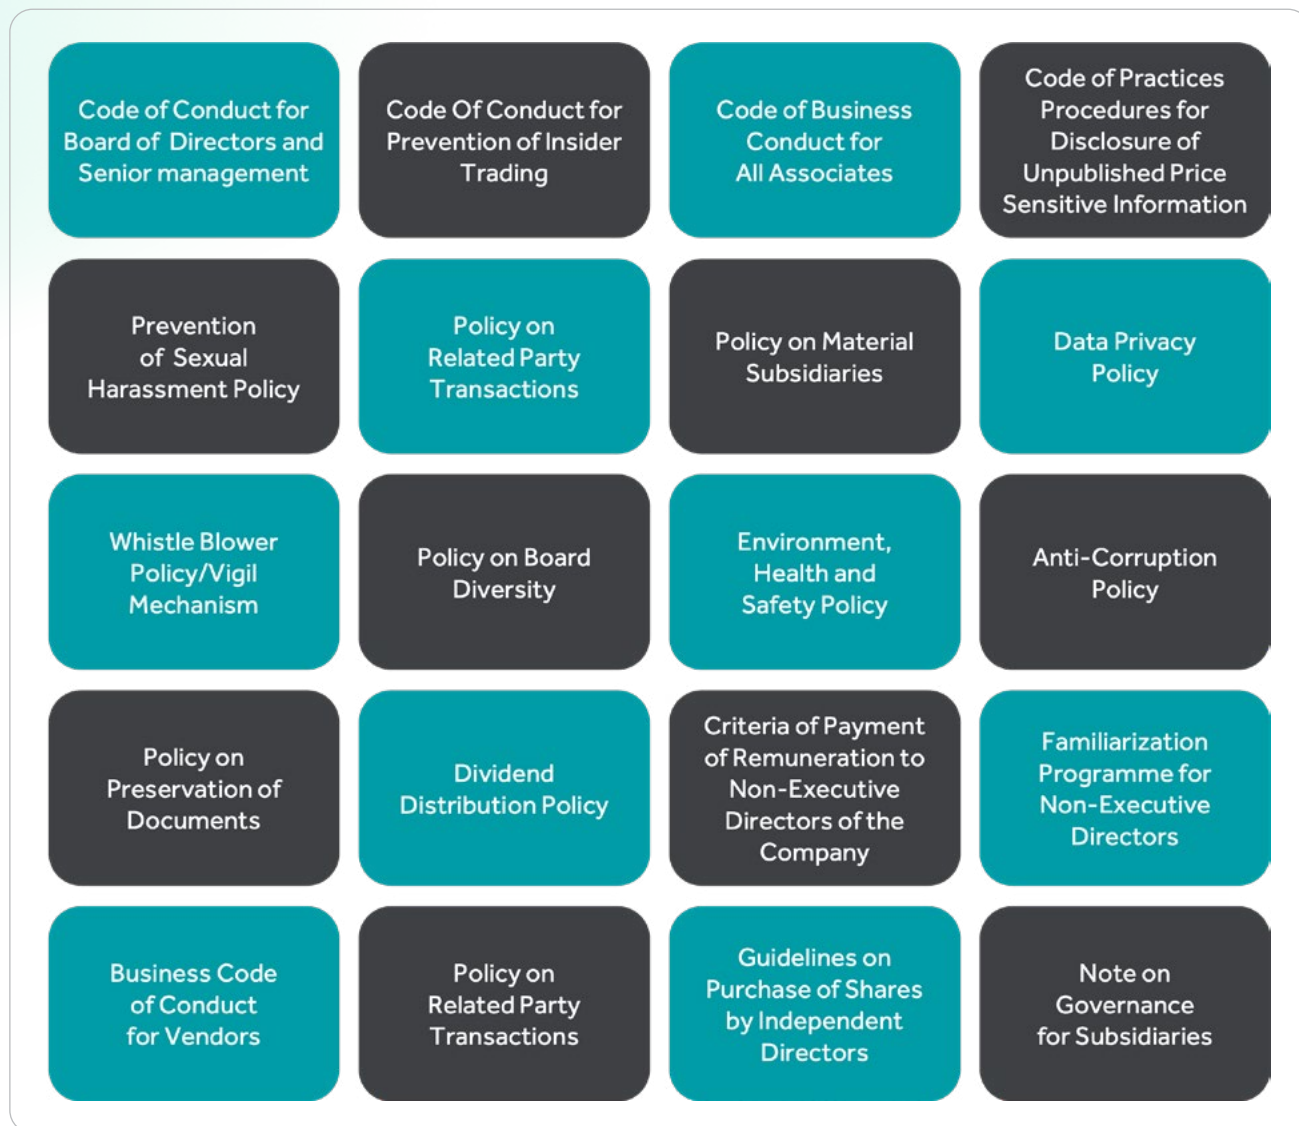 Code of Conduct for
Board of Directors and
Senior management
Code Of Conduct for
Prevention of Insider
Trading
Code of Business
Conduct for
All Associates
Code of Practices
Procedures for
Disclosure of
Unpublished Price
Sensitive Information
Prevention
of Sexual
Harassment Policy
Policy on
Related Party
Transactions
Policy on Material
Subsidiaries
Data Privacy
Policy
Whistle Blower
Policy/Vigil
Mechanism
Policy on Board
Diversity
Environment,
Health and
Safety Policy
Anti-Corruption
Policy
Policy on
Preservation of
Documents
Dividend
Distribution Policy
Criteria of Payment
of Remuneration to
Non-Executive
Directors of the
Company
Familiarization
Programme for
Non-Executive
Directors
Business Code
of Conduct
for Vendors
Policy on
Related Party
Transactions
Guidelines on
Purchase of Shares
by Independent
Directors
Note on
Governance
for Subsidiaries